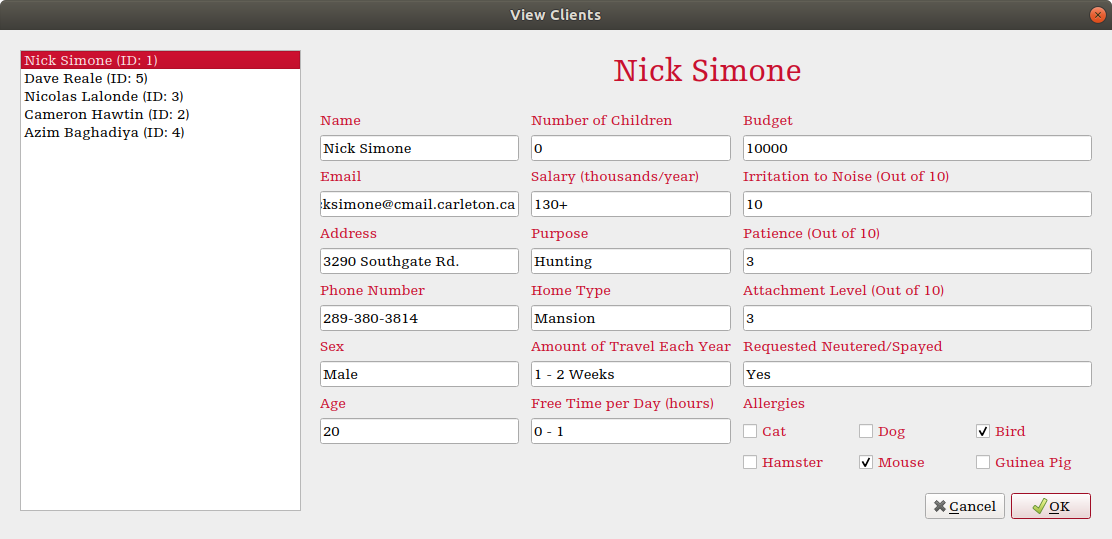 View Clients
Nick Simone (ID: 1)
Dave Reale (ID: 5)
Nicolas Lalonde (ID: 3)
Cameron Hawtin (ID: 2)
Azim Baghadiya (ID: 4)
Nick Simone
Name Number of Children Budget
Nick Simone 0 10000
Email Salary (thousands/year) Irritation to Noise (Out of 10)
ksimone@cmail.carleton.ca 130+ 10
Address Purpose Patience (Out of 10)
3290 Southgate Rd. Hunting 3
Phone Number Home Type Attachment Level (Out of 10)
289-380-3814 Mansion 3
Sex Amount of Travel Each Year Requested Neutered/Spayed
Male 1 - 2 Weeks Yes
Age Free Time per Day (hours) Allergies
20 0 - 1
Cat Dog Bird
Hamster Mouse Guinea Pig
Cancel OK